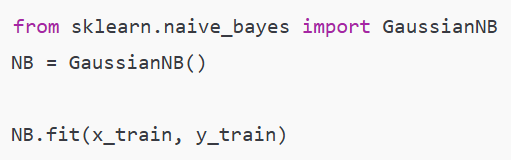 from sklearn.naive_bayes import GaussianNB
NB = GaussianNB()
NB.fit(x_train, y_train)